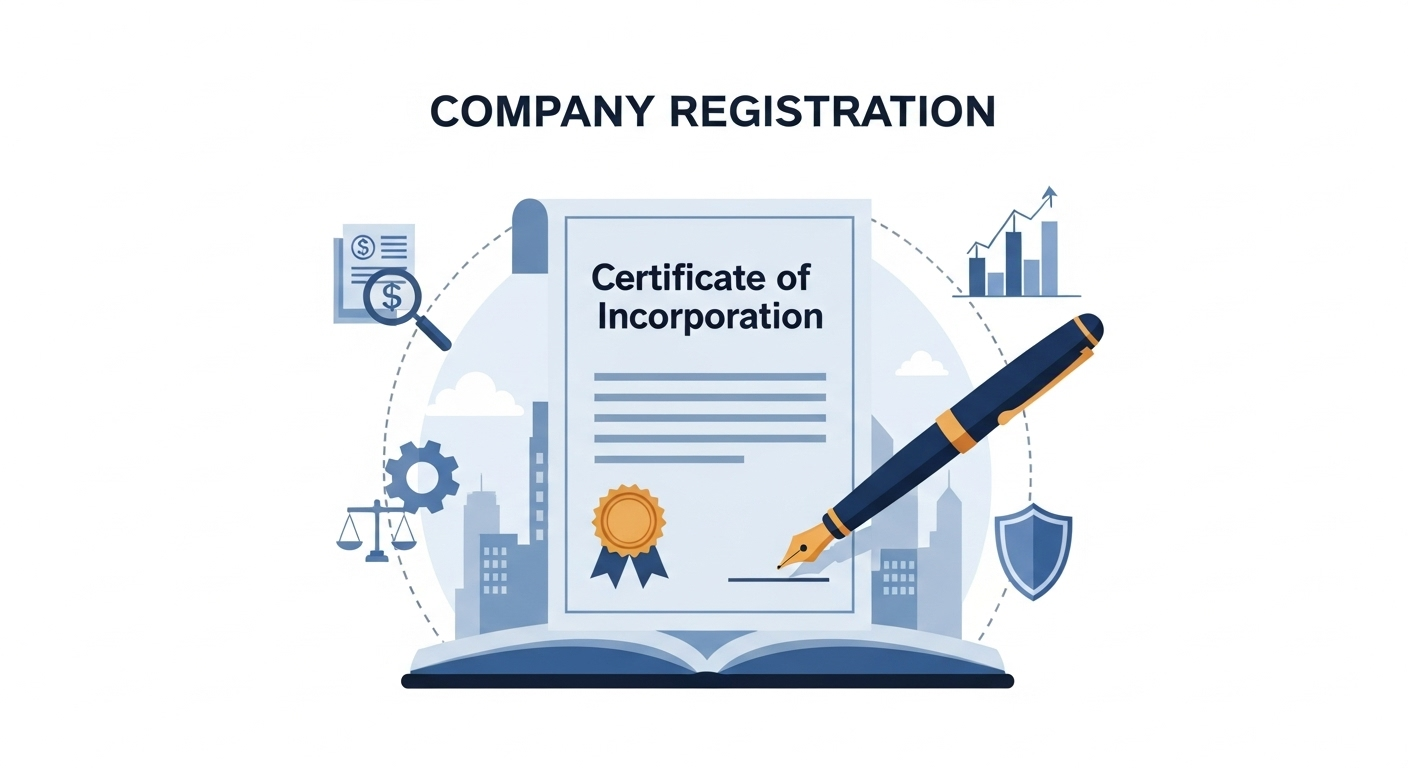 COMPANY REGISTRATION
$
$
Certificate of
Incorporation